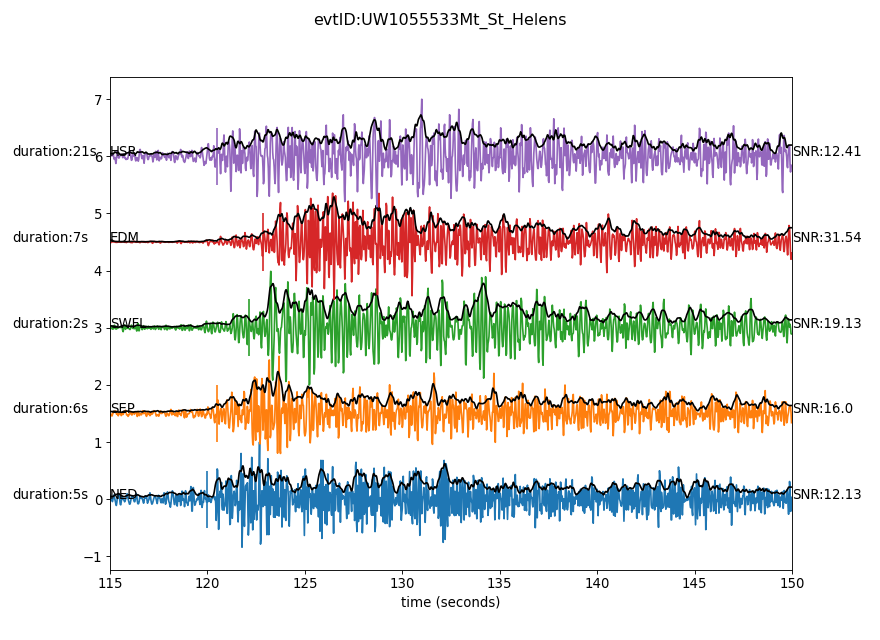 evtID:UW1055533Mt_St_Helens
7
duration:21s HSR SNR:12.41
6
5
duration:7s EDM SNR:31.54
4
duration:2s SWFL SNR:19.13
3
2
duration:6s SEP SNR:16.0
1
duration:5s NED SNR:12.13
0
−1
115 120 125 130 135 140 145 150
time (seconds)